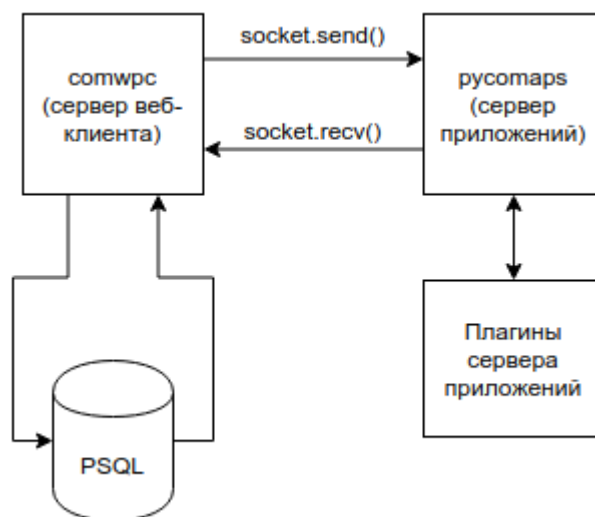 socket.send()
comwpc
(сервер веб-
клиента)
pycomaps
(сервер
приложений)
socket.recv()
Плагины
сервера
приложений
PSQL